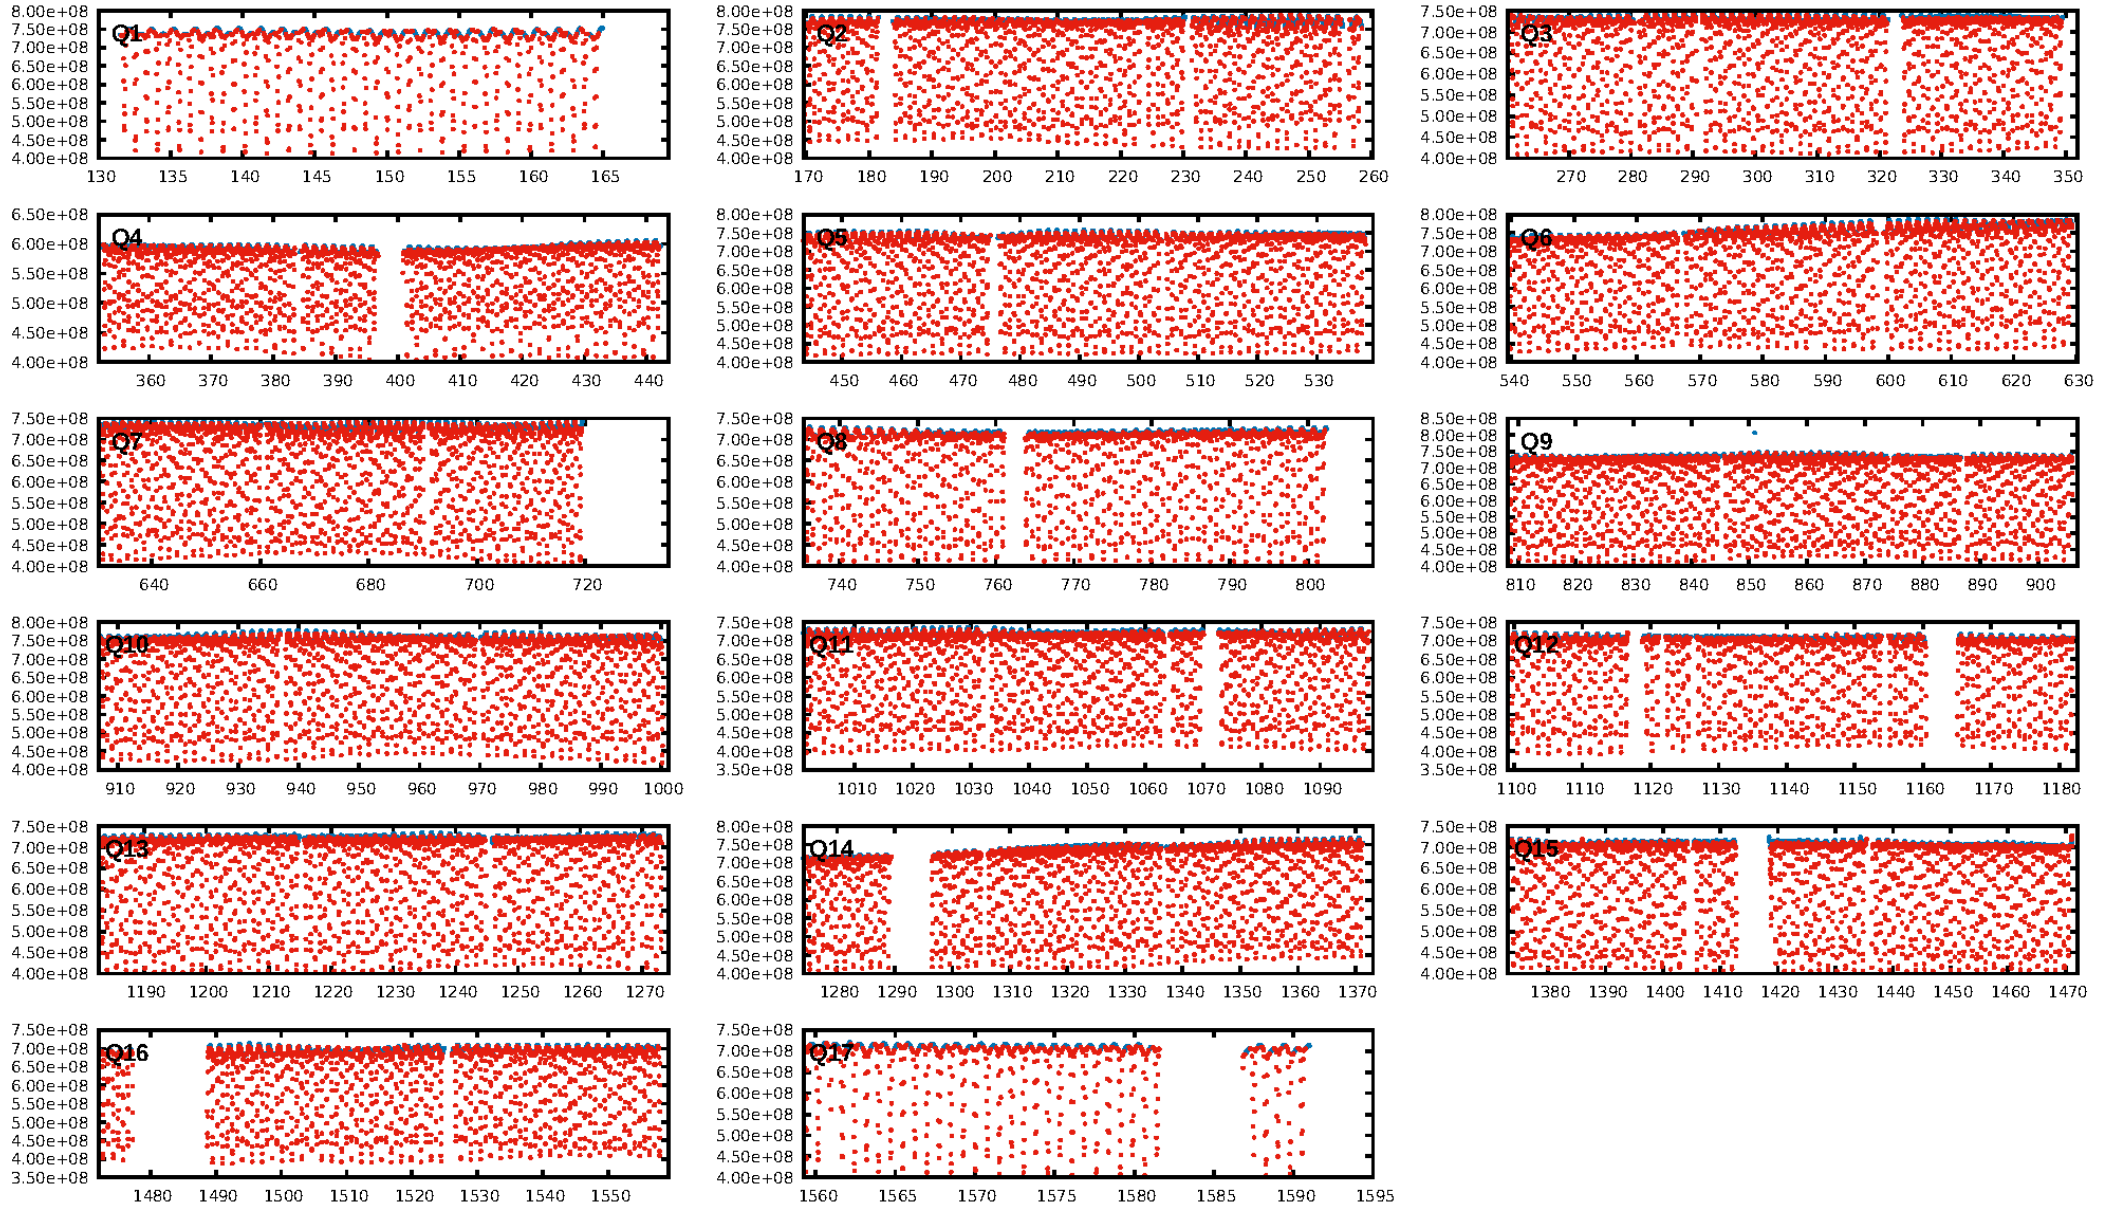 8.00e+08
7.50e+08
7.00e+08
6.50e+08
6.00e+08
5.50e+08
5.00e+08
4.50e+08
4.00e+08
Q1
130 135 140 145 150 155 160 165
8.00e+08
7.50e+08
7.00e+08
6.50e+08
6.00e+08
5.50e+08
5.00e+08
4.50e+08
4.00e+08
Q2
170 180 190 200 210 220 230 240 250 260
7.50e+08
7.00e+08
6.50e+08
6.00e+08
5.50e+08
5.00e+08
4.50e+08
4.00e+08
Q3
270 280 290 300 310 320 330 340 350
6.50e+08
6.00e+08
5.50e+08
5.00e+08
4.50e+08
4.00e+08
Q4
360 370 380 390 400 410 420 430 440
8.00e+08
7.50e+08
7.00e+08
6.50e+08
6.00e+08
5.50e+08
5.00e+08
4.50e+08
4.00e+08
Q5
450 460 470 480 490 500 510 520 530
8.00e+08
7.50e+08
7.00e+08
6.50e+08
6.00e+08
5.50e+08
5.00e+08
4.50e+08
4.00e+08
Q6
540 550 560 570 580 590 600 610 620 630
7.50e+08
7.00e+08
6.50e+08
6.00e+08
5.50e+08
5.00e+08
4.50e+08
4.00e+08
Q7
640 660 680 700 720
7.50e+08
7.00e+08
6.50e+08
6.00e+08
5.50e+08
5.00e+08
4.50e+08
4.00e+08
Q8
740 750 760 770 780 790 800
8.50e+08
8.00e+08
7.50e+08
7.00e+08
6.50e+08
6.00e+08
5.50e+08
5.00e+08
4.50e+08
4.00e+08
Q9
810 820 830 840 850 860 870 880 890 900
8.00e+08
7.50e+08
7.00e+08
6.50e+08
6.00e+08
5.50e+08
5.00e+08
4.50e+08
4.00e+08
Q10
910 920 930 940 950 960 970 980 990 1000
7.50e+08
7.00e+08
6.50e+08
6.00e+08
5.50e+08
5.00e+08
4.50e+08
4.00e+08
3.50e+08
Q11
1010 1020 1030 1040 1050 1060 1070 1080 1090
7.50e+08
7.00e+08
6.50e+08
6.00e+08
5.50e+08
5.00e+08
4.50e+08
4.00e+08
3.50e+08
Q12
1100 1110 1120 1130 1140 1150 1160 1170 1180
7.50e+08
7.00e+08
6.50e+08
6.00e+08
5.50e+08
5.00e+08
4.50e+08
4.00e+08
Q13
1190 1200 1210 1220 1230 1240 1250 1260 1270
8.00e+08
7.50e+08
7.00e+08
6.50e+08
6.00e+08
5.50e+08
5.00e+08
4.50e+08
4.00e+08
Q14
1280 1290 1300 1310 1320 1330 1340 1350 1360 1370
7.50e+08
7.00e+08
6.50e+08
6.00e+08
5.50e+08
5.00e+08
4.50e+08
4.00e+08
Q15
1380 1390 1400 1410 1420 1430 1440 1450 1460 1470
7.50e+08
7.00e+08
6.50e+08
6.00e+08
5.50e+08
5.00e+08
4.50e+08
4.00e+08
3.50e+08
Q16
1480 1490 1500 1510 1520 1530 1540 1550
7.50e+08
7.00e+08
6.50e+08
6.00e+08
5.50e+08
5.00e+08
4.50e+08
4.00e+08
Q17
1560 1565 1570 1575 1580 1585 1590 1595